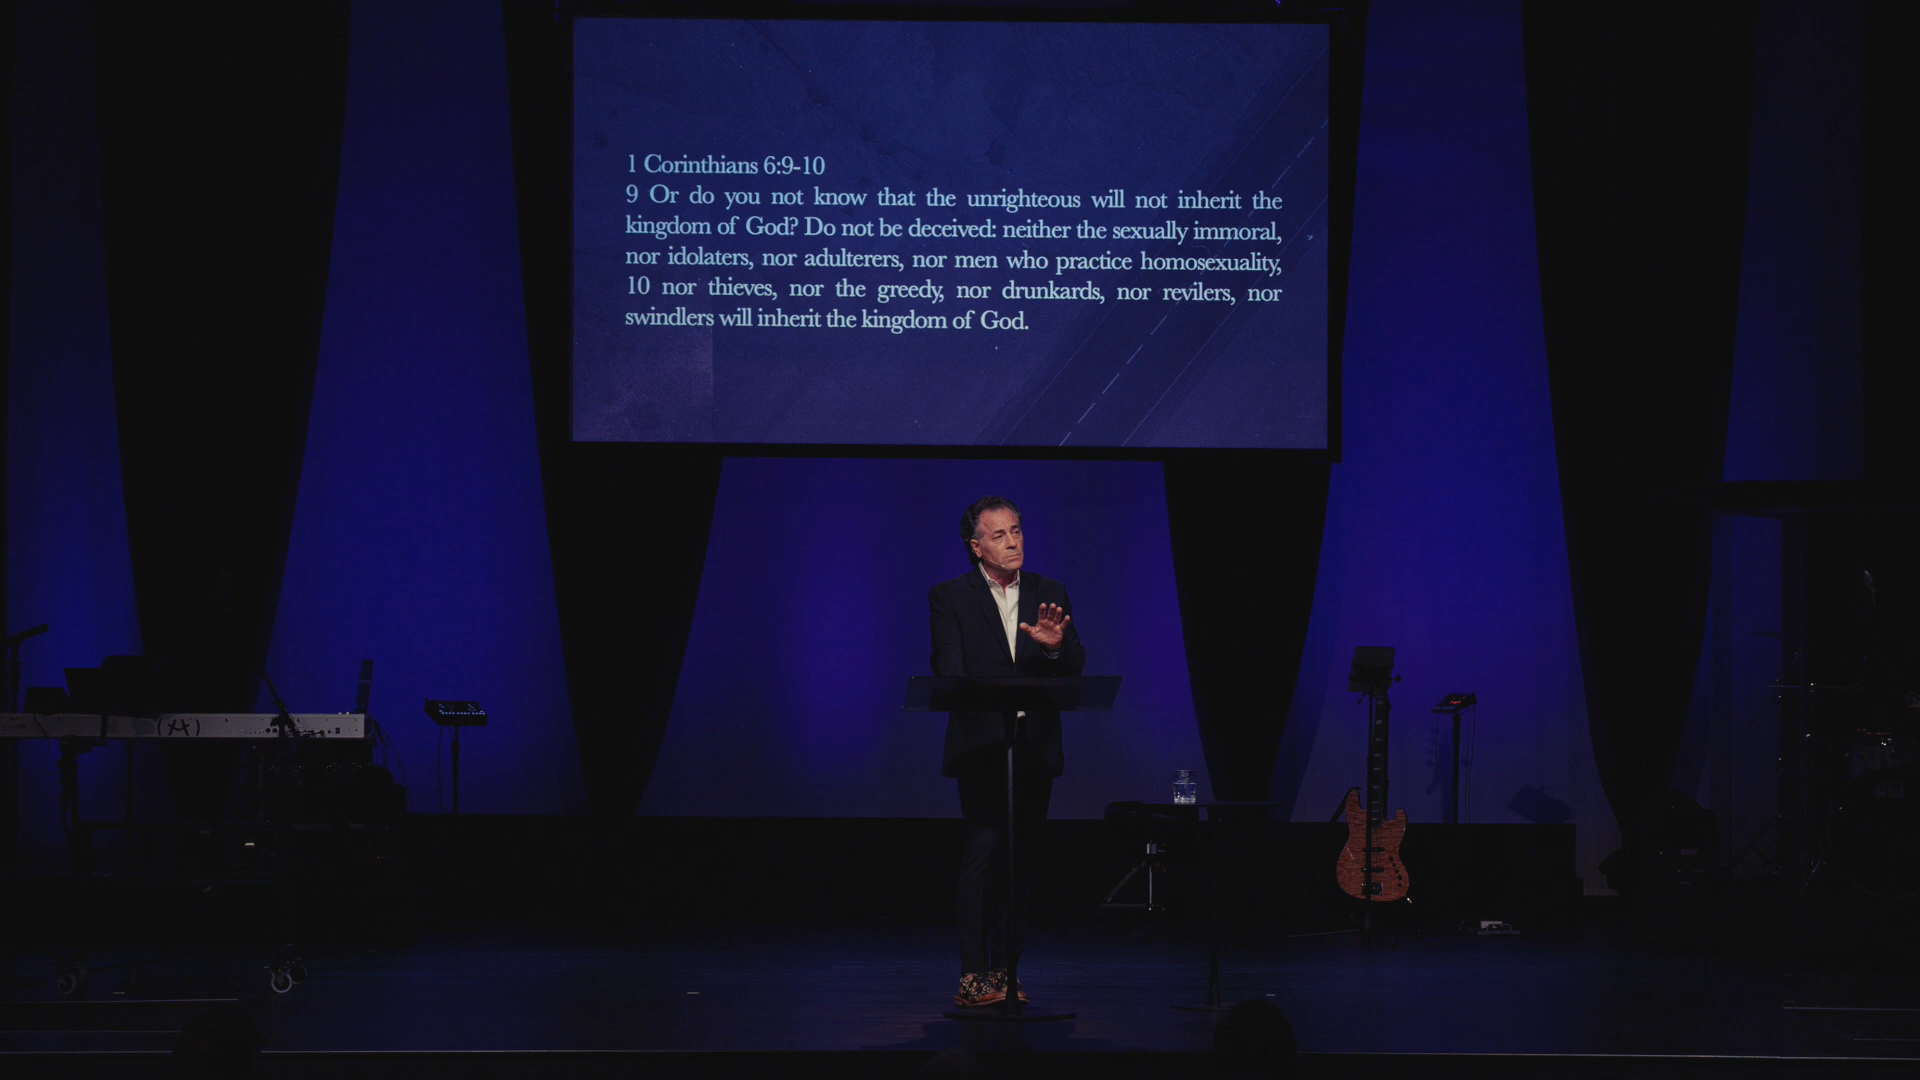 1 Corinthians 6:9-10
9 Or do you not know that the unrighteous will not inherit the
kingdom of God? Do not be deceived: neither the sexually immoral,
nor idolaters, nor adulterers, nor men who practice homosexuality,
10 nor thieves, nor the greedy, nor drunkards, nor revilers, nor
swindlers will inherit the kingdom of God.